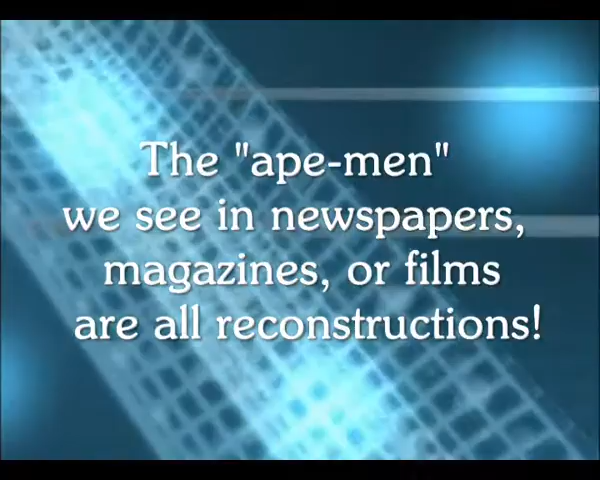 The "ape-men"
we see in newspapers,
magazines, or films
are all reconstructions!